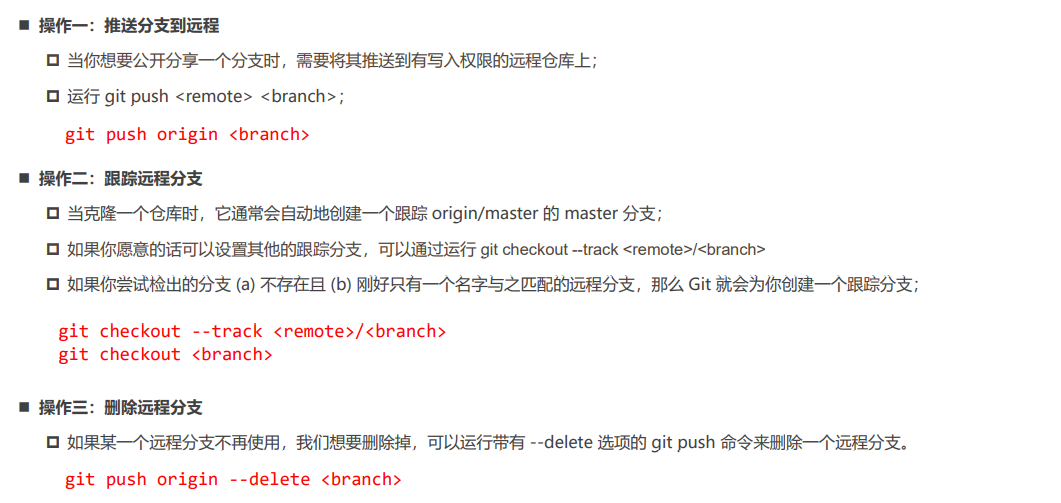 ■ 操作一：推送分支到远程
当你想要公开分享一个分支时，需要将其推送到有写入权限的远程仓库上；
运行 git push <remote> <branch>；
git push origin <branch>
■ 操作二：跟踪远程分支
当克隆一个仓库时，它通常会自动地创建一个跟踪 origin/master 的 master 分支；
如果你愿意的话可以设置其他的跟踪分支，可以通过运行 git checkout --track <remote>/<branch>
如果你尝试检出的分支 (a) 不存在且 (b) 刚好只有一个名字与之匹配的远程分支，那么 Git 就会为你创建一个跟踪分支；
git checkout --track <remote>/<branch>
git checkout <branch>
■ 操作三：删除远程分支
如果某一个远程分支不再使用，我们想要删除掉，可以运行带有 --delete 选项的 git push 命令来删除一个远程分支。
git push origin --delete <branch>